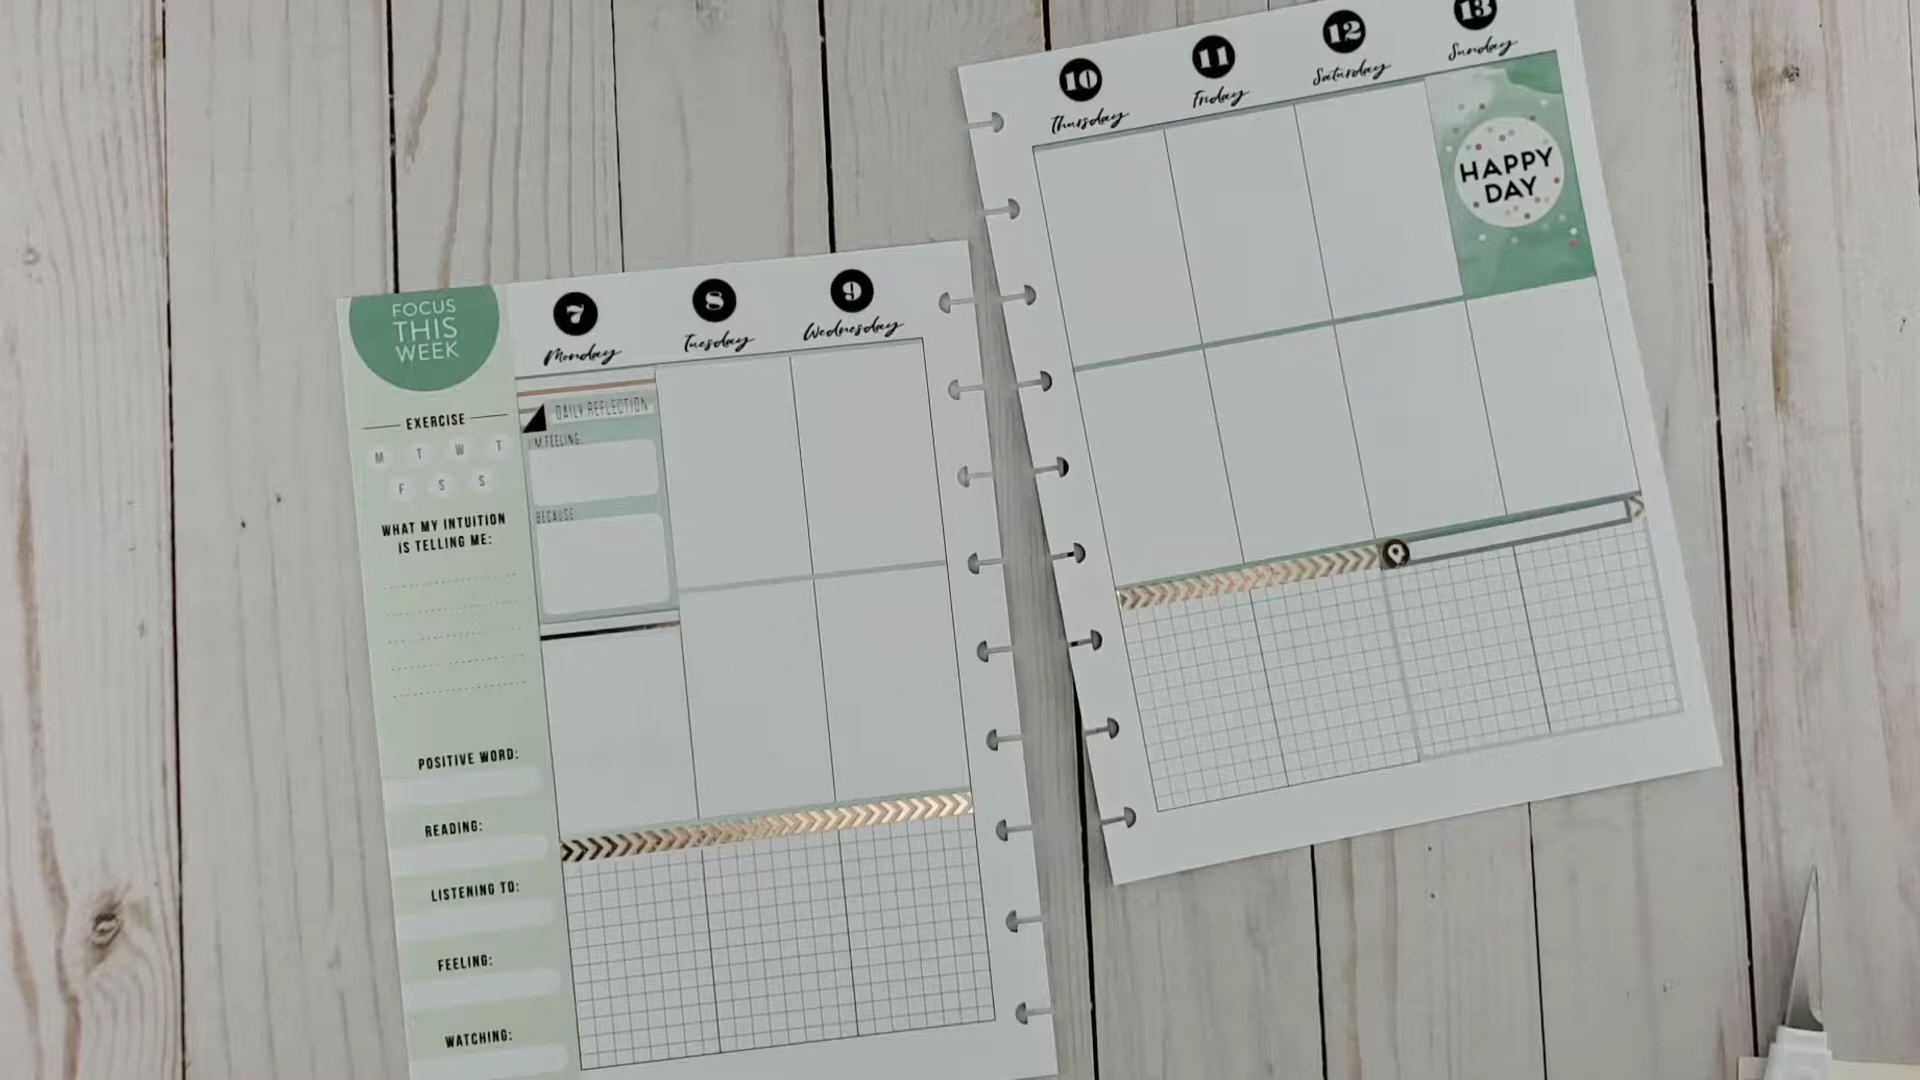 FOCUS
THIS
WEEK
EXERCISE
M T W T
F S S
WHAT MY INTUITION
IS TELLING ME:
POSITIVE WORD:
READING:
LISTENING TO:
FEELING:
WATCHING:
7 8 9
Monday Tuesday Wednesday
DAILY REFLECTION
I'M FEELING:
BECAUSE:
10 11 12 13
Thursday Friday Saturday Sunday
HAPPY
DAY